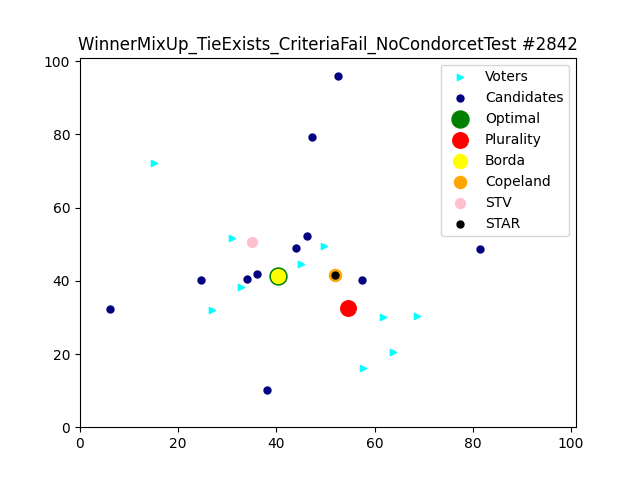 WinnerMixUp_TieExists_CriteriaFail_NoCondorcetTest #2842
100
80
60
40
20
0
0 20 40 60 80 100
Voters
Candidates
Optimal
Plurality
Borda
Copeland
STV
STAR